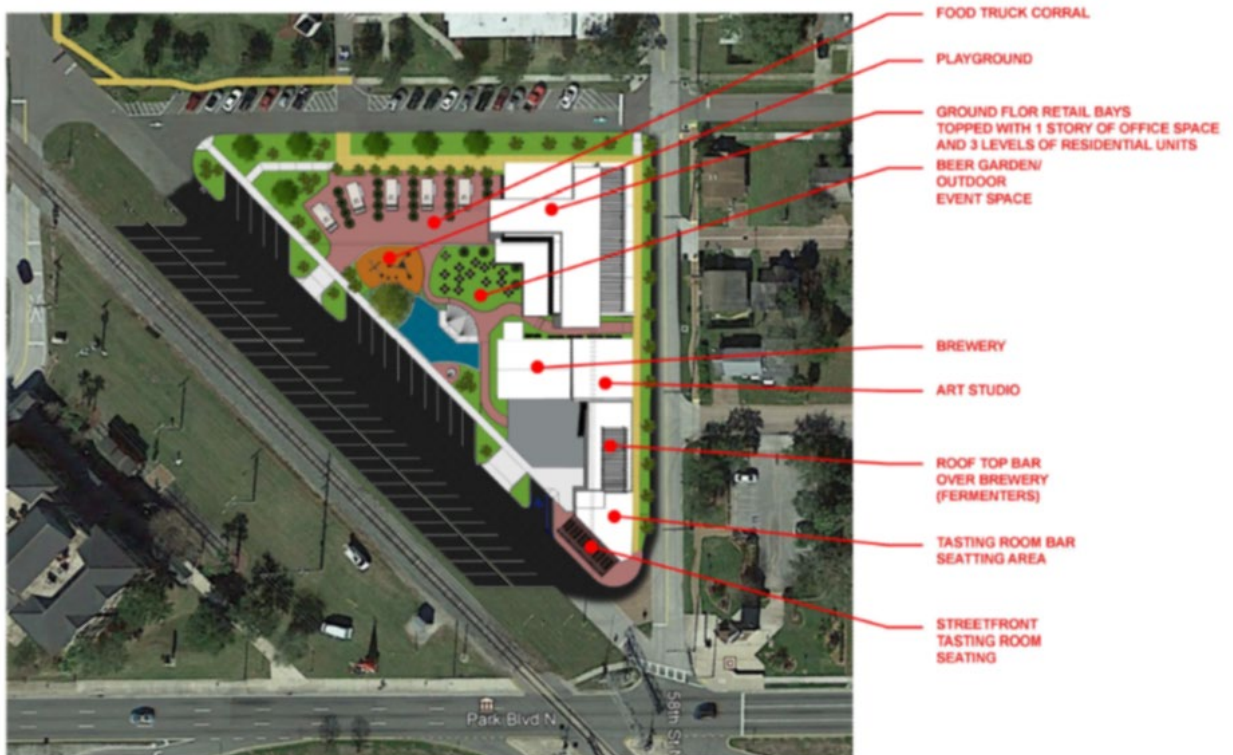 FOOD TRUCK CORRAL
PLAYGROUND
GROUND FLOR RETAIL BAYS
TOPPED WITH 1 STORY OF OFFICE SPACE
AND 3 LEVELS OF RESIDENTIAL UNITS
BEER GARDEN/
OUTDOOR
EVENT SPACE
BREWERY
ART STUDIO
ROOF TOP BAR
OVER BREWERY
(FERMENTERS)
TASTING ROOM BAR
SEATTING AREA
STREETFRONT
TASTING ROOM
SEATING
Park Blvd N
58th St N